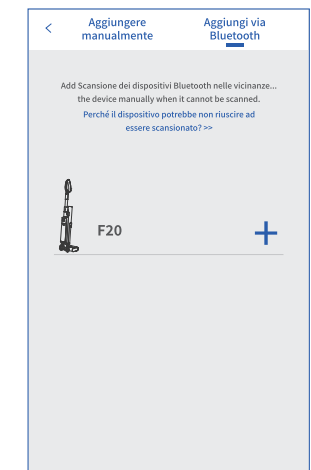 Aggiungere
manualmente
Aggiungi via
Bluetooth
Add Scansione dei dispositivi Bluetooth nelle vicinanze...
the device manually when it cannot be scanned.
Perché il dispositivo potrebbe non riuscire ad
essere scansionato? >>
F20